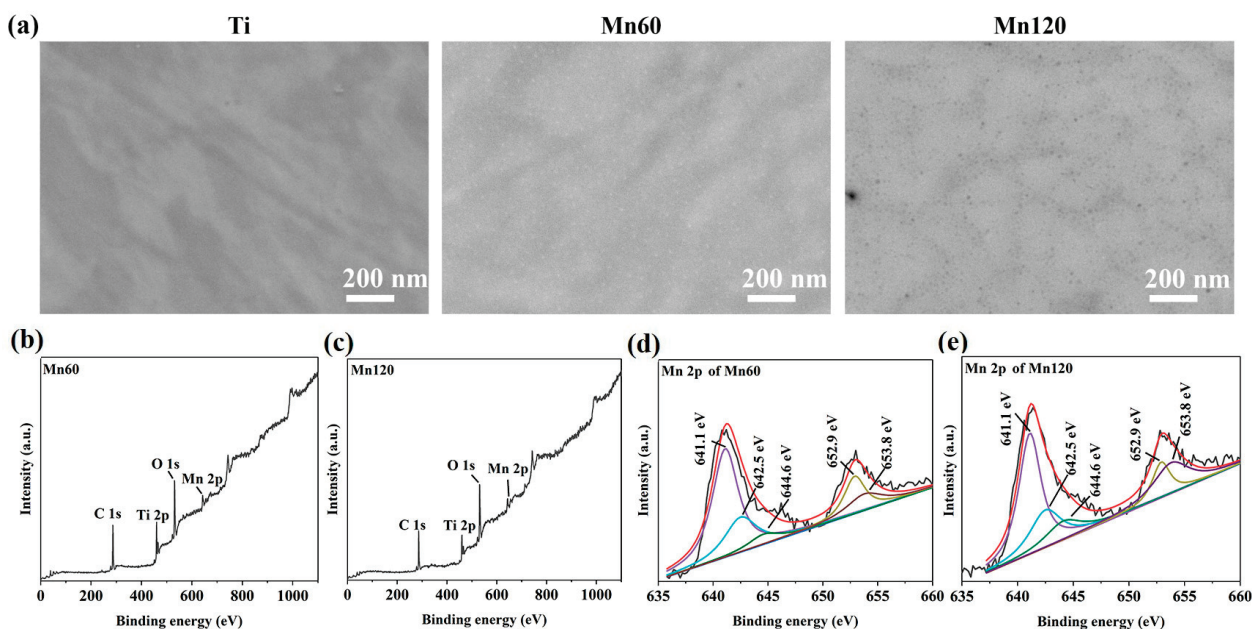 (a)
Ti
Mn60
Mn120
200 nm
200 nm
200 nm
(b)
Mn60
Intensity (a.u.)
C 1s
Ti 2p
O 1s
Mn 2p
0 200 400 600 800 1000
Binding energy (eV)
(c)
Mn120
Intensity (a.u.)
C 1s
Ti 2p
O 1s
Mn 2p
0 200 400 600 800 1000
Binding energy (eV)
(d)
Mn 2p of Mn60
Intensity (a.u.)
641.1 eV
642.5 eV
644.6 eV
652.9 eV
653.8 eV
635 640 645 650 655 660
Binding energy (eV)
(e)
Mn 2p of Mn120
Intensity (a.u.)
641.1 eV
642.5 eV
644.6 eV
652.9 eV
653.8 eV
635 640 645 650 655 660
Binding energy (eV)